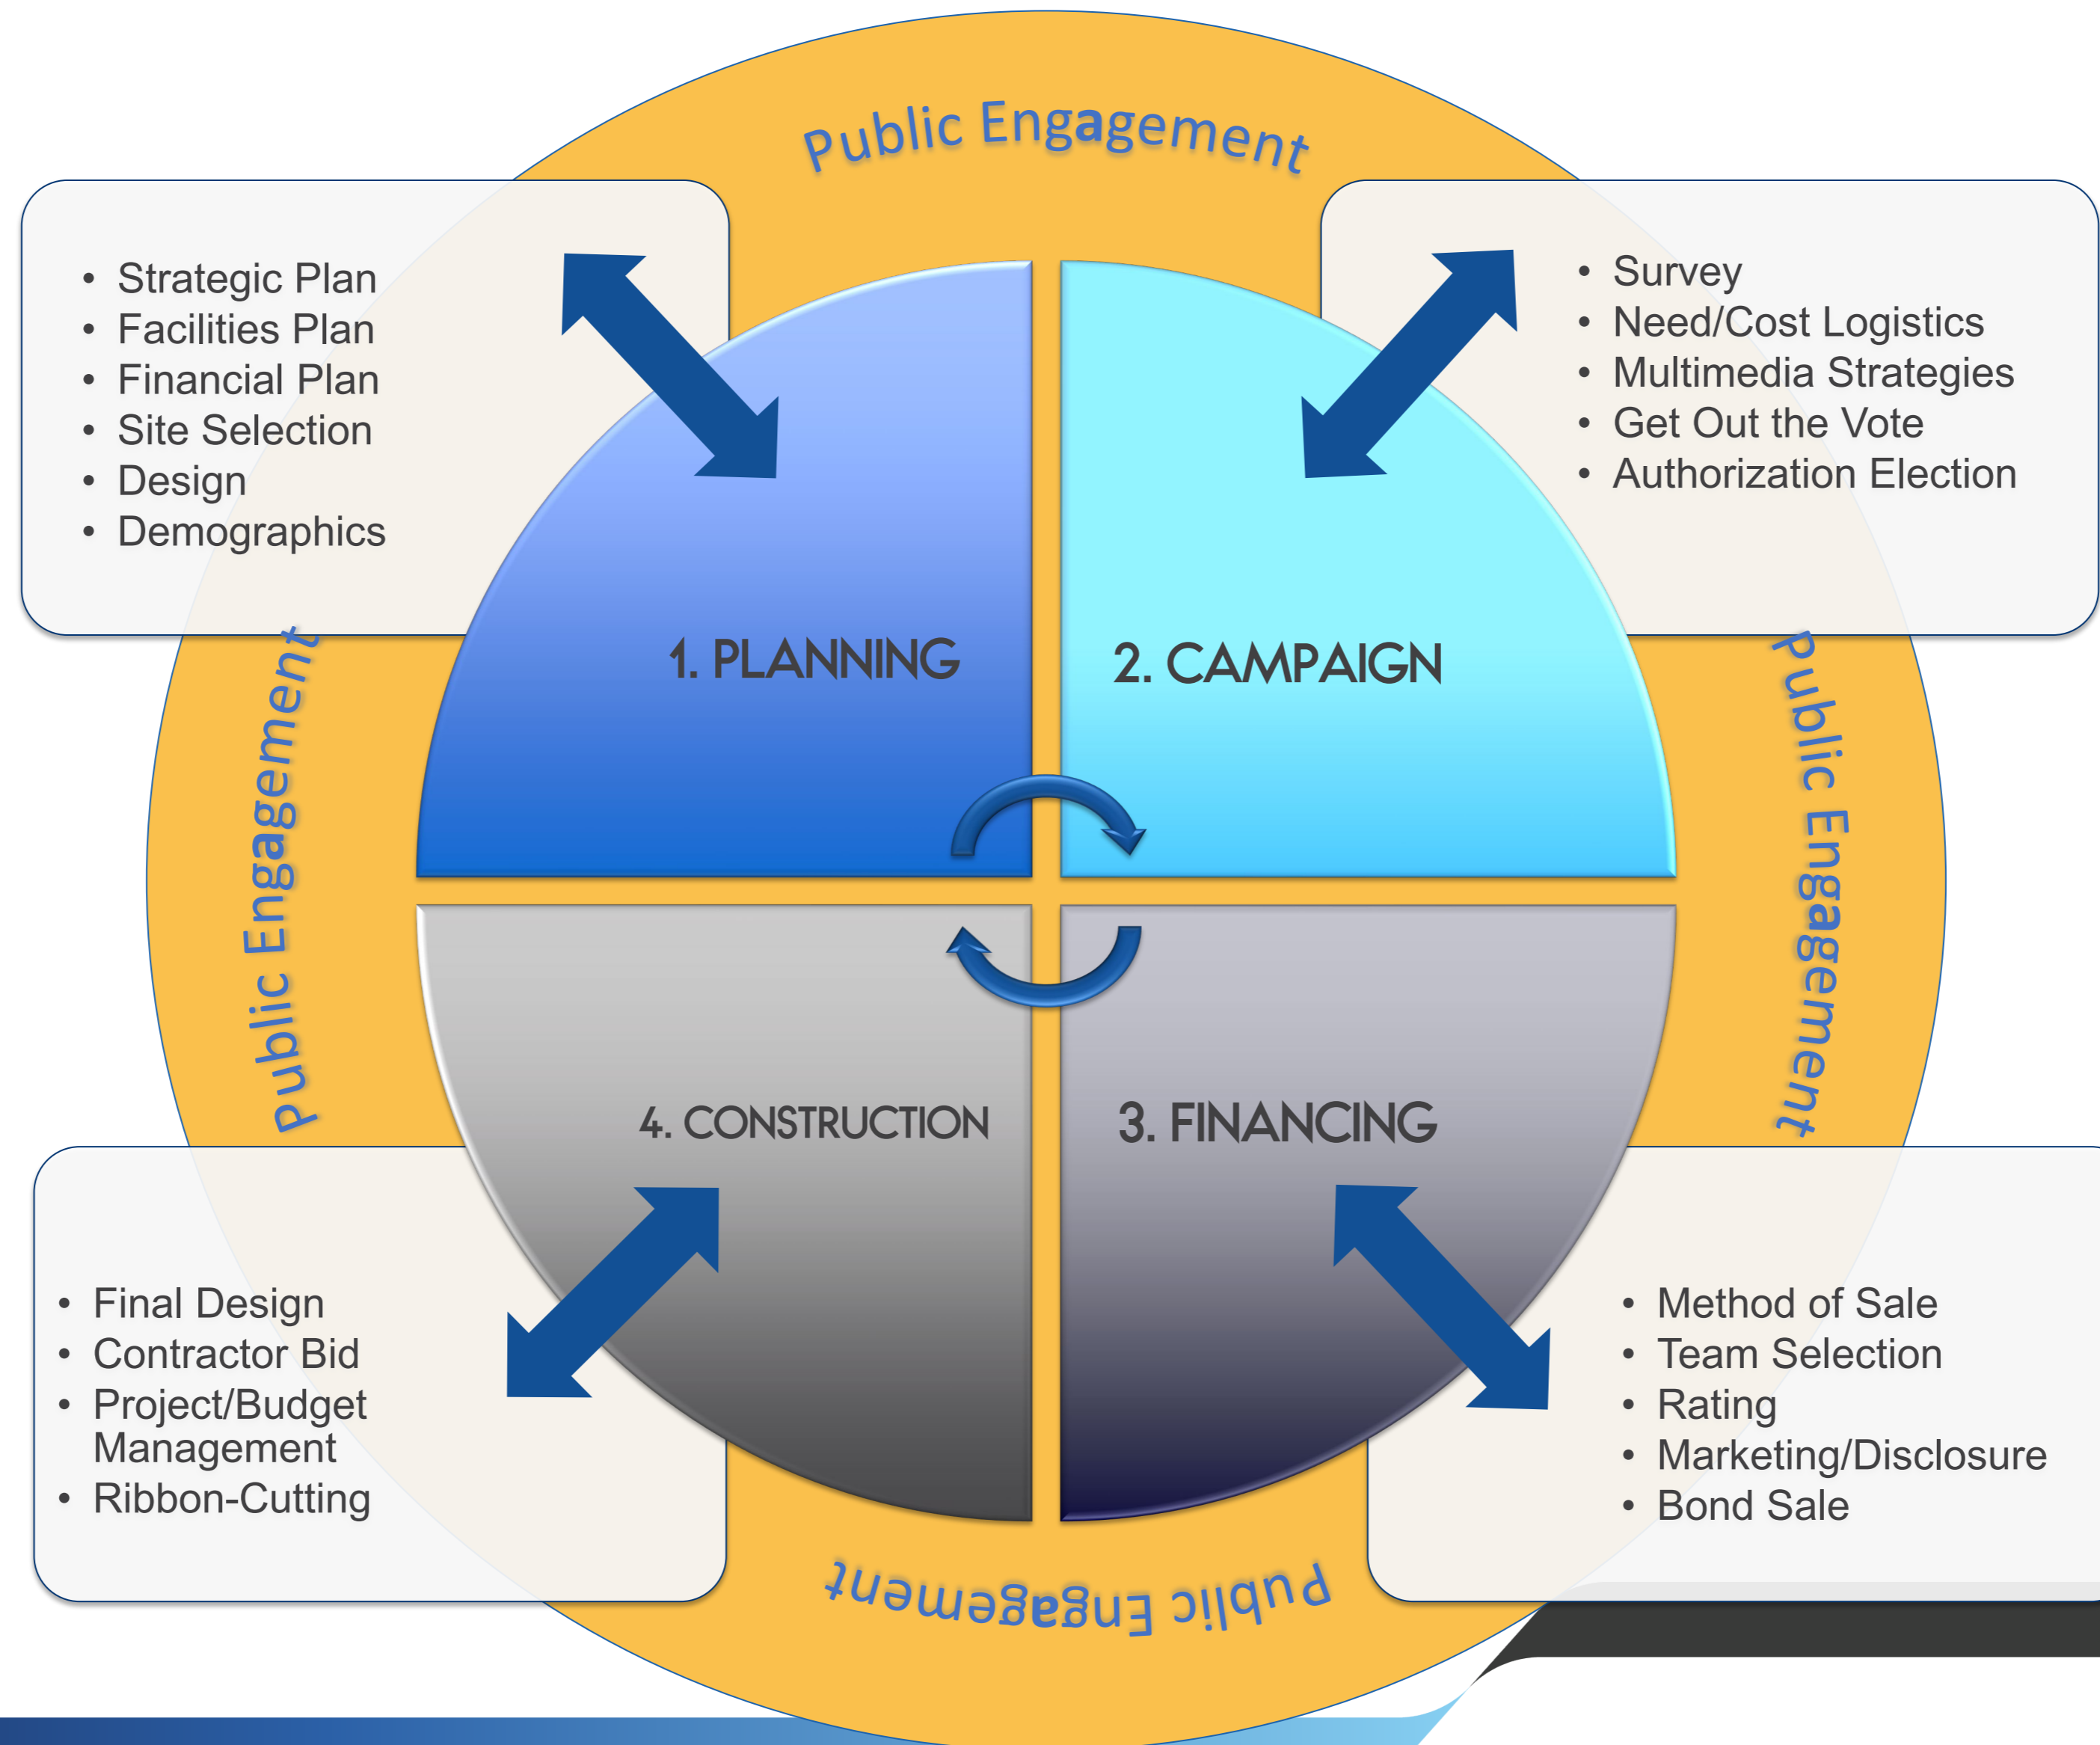 Public Engagement
• Strategic Plan
• Facilities Plan
• Financial Plan
• Site Selection
• Design
• Demographics
• Survey
• Need/Cost Logistics
• Multimedia Strategies
• Get Out the Vote
• Authorization Election
1. PLANNING
2. CAMPAIGN
Public Engagement
Public Engagement
4. CONSTRUCTION
3. FINANCING
• Final Design
• Contractor Bid
• Project/Budget
Management
• Ribbon-Cutting
• Method of Sale
• Team Selection
• Rating
• Marketing/Disclosure
• Bond Sale
Public Engagement